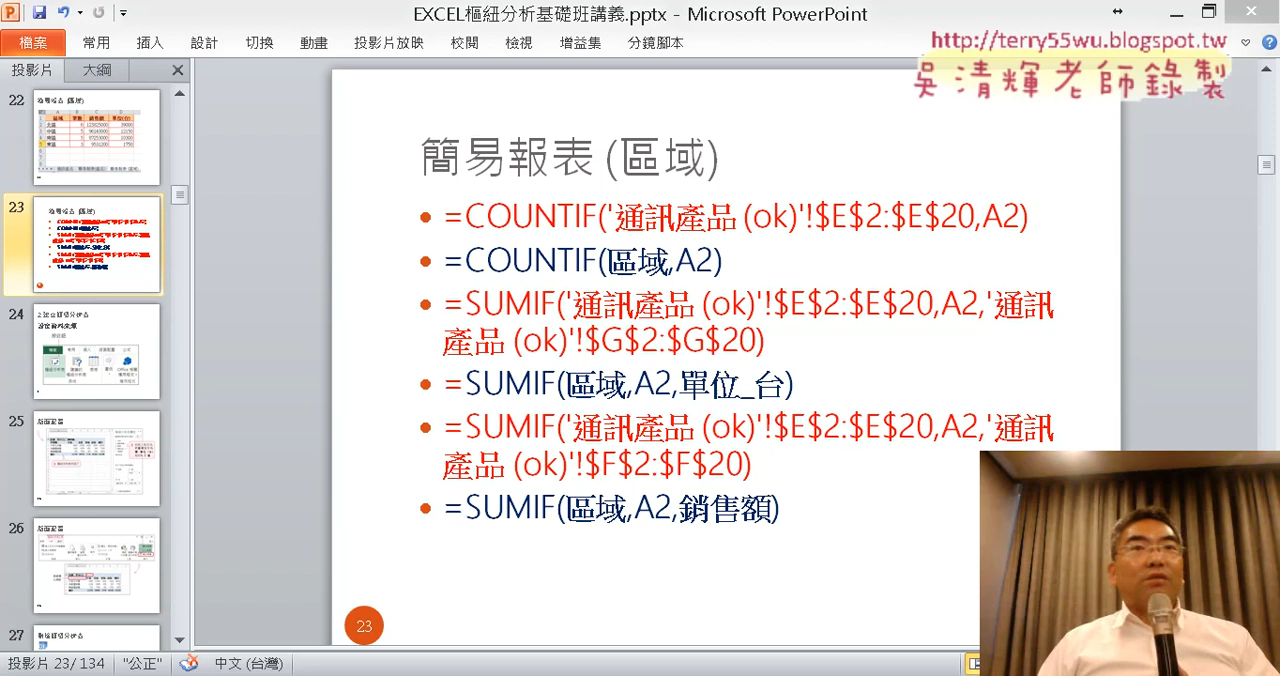 EXCEL樞紐分析基礎班講義.pptx - Microsoft PowerPoint
檔案 常用 插入 設計 切換 動畫 投影片放映 校閱 檢視 增益集 分鏡腳本
http://terry55wu.blogspot.tw
吳清輝老師錄製
投影片 大綱
22
23
24
25
26
27
簡易報表 (區域)
=COUNTIF('通訊產品 (ok)'!$E$2:$E$20,A2)
=COUNTIF(區域,A2)
=SUMIF('通訊產品 (ok)'!$E$2:$E$20,A2,'通訊
產品 (ok)'!$G$2:$G$20)
=SUMIF(區域,A2,單位_台)
=SUMIF('通訊產品 (ok)'!$E$2:$E$20,A2,'通訊
產品 (ok)'!$F$2:$F$20)
=SUMIF(區域,A2,銷售額)
23
投影片 23/ 134 "公正" 中文 (台灣)